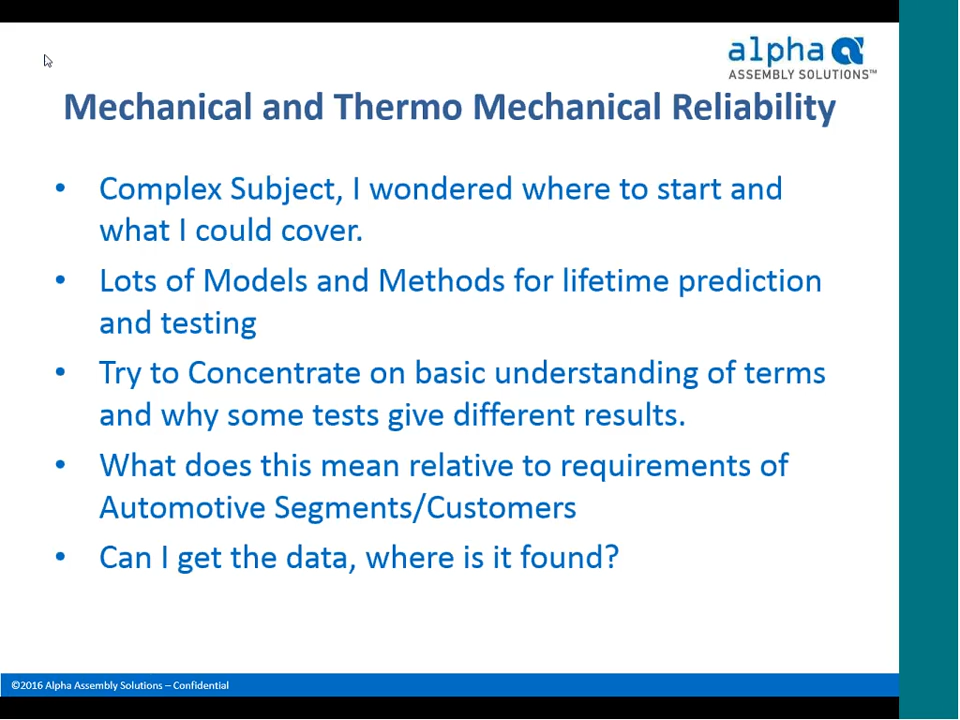 alpha
ASSEMBLY SOLUTIONS™
Mechanical and Thermo Mechanical Reliability
• Complex Subject, I wondered where to start and
what I could cover.
• Lots of Models and Methods for lifetime prediction
and testing
• Try to Concentrate on basic understanding of terms
and why some tests give different results.
• What does this mean relative to requirements of
Automotive Segments/Customers
• Can I get the data, where is it found?
©2016 Alpha Assembly Solutions – Confidential